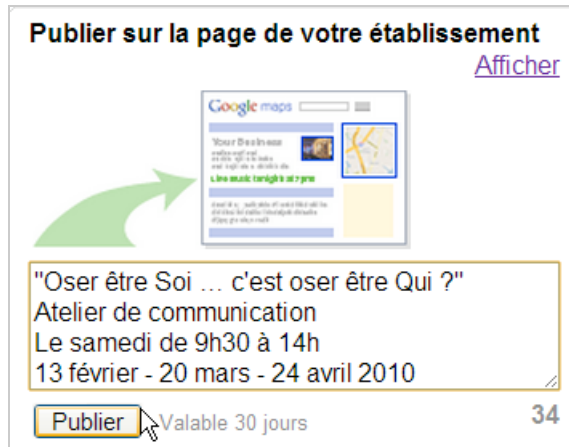 Publier sur la page de votre établissement
Afficher
Google maps
Your Business
Live music tonight at 7pm
"Oser être Soi … c'est oser être Qui ?"
Atelier de communication
Le samedi de 9h30 à 14h
13 février - 20 mars - 24 avril 2010
Publier
Valable 30 jours
34